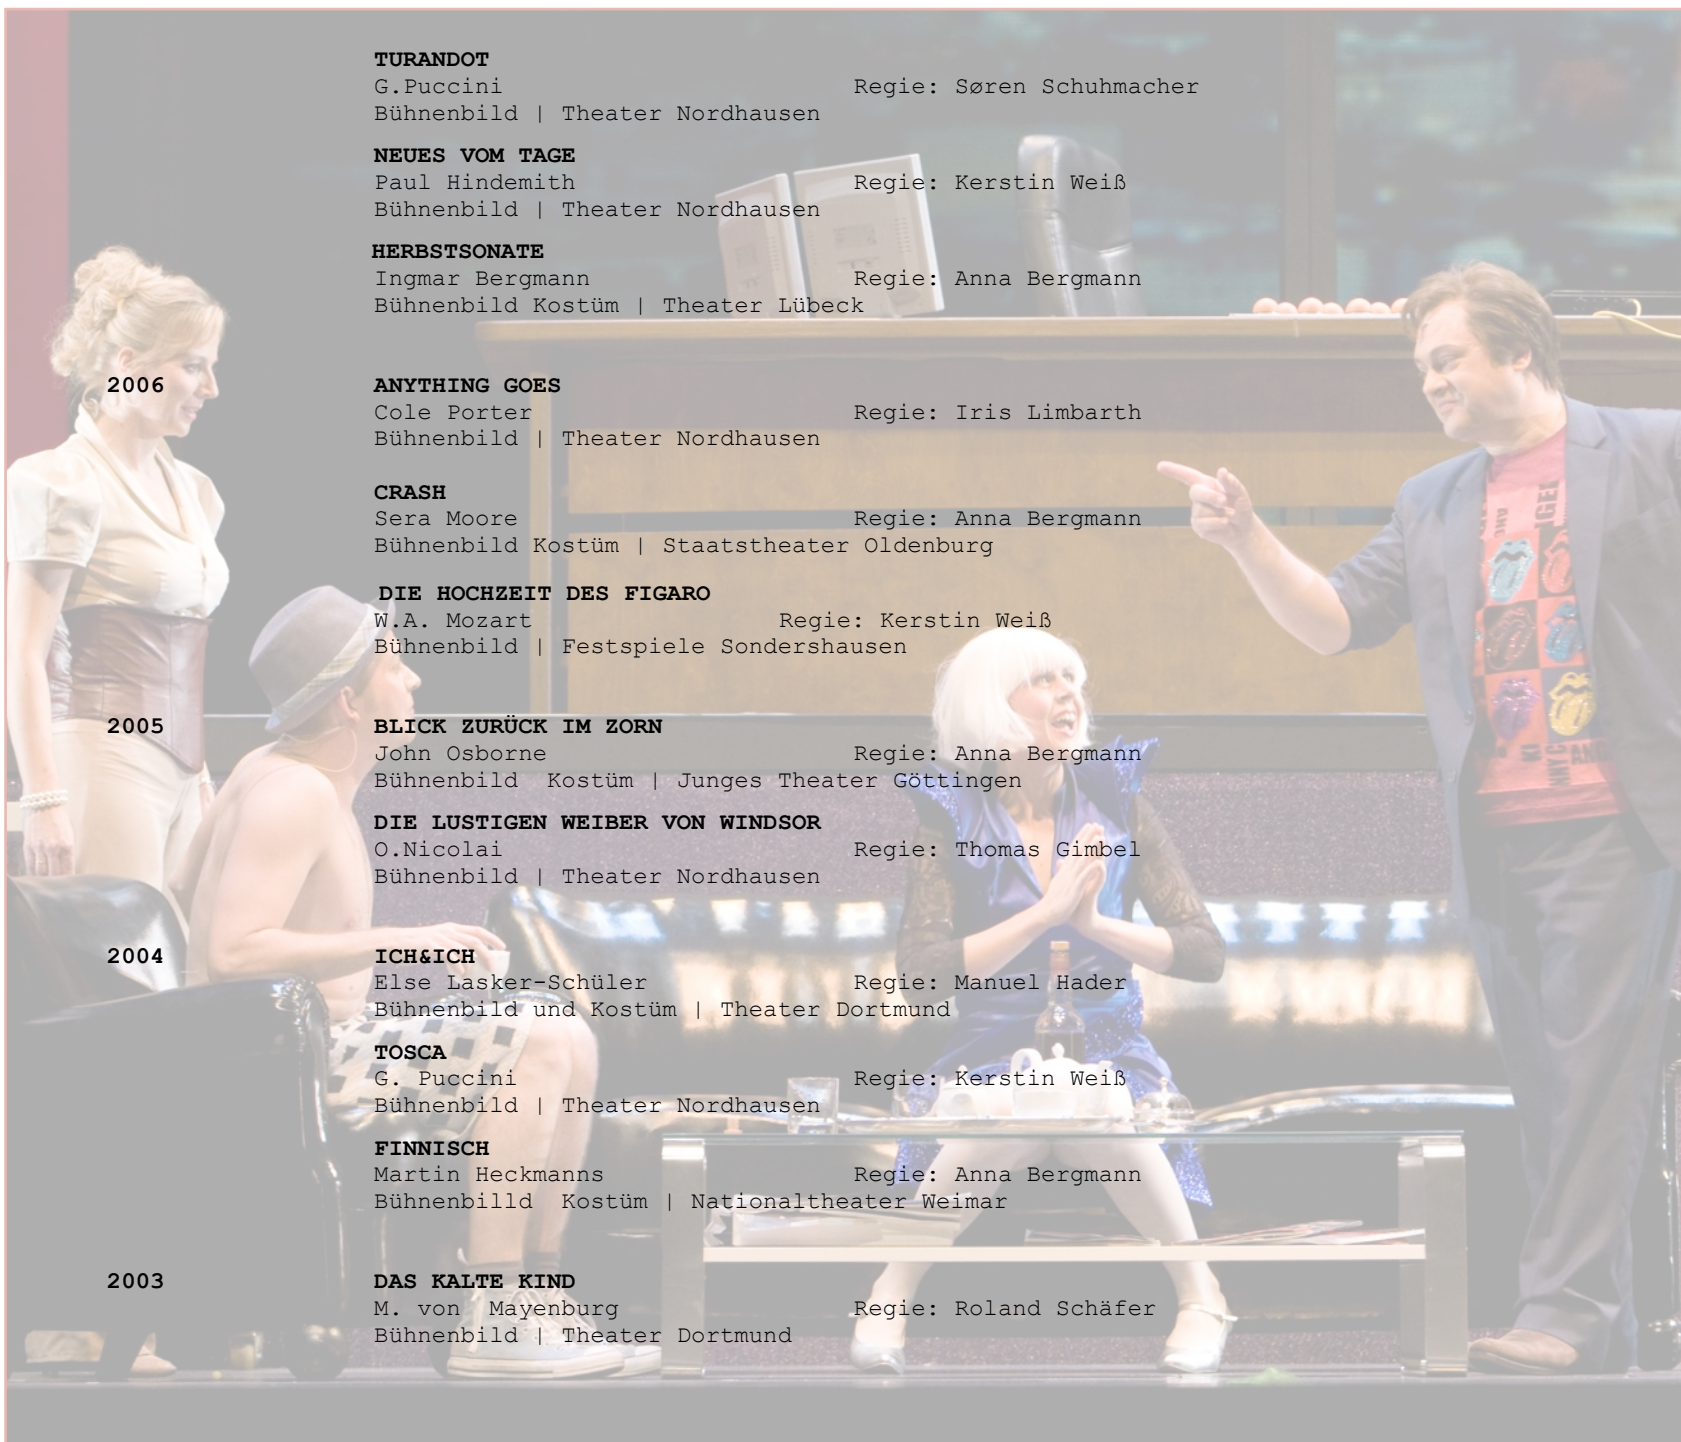 TURANDOT
G.Puccini Regie: Søren Schuhmacher
Bühnenbild | Theater Nordhausen
NEUES VOM TAGE
Paul Hindemith Regie: Kerstin Weiß
Bühnenbild | Theater Nordhausen
HERBSTSONATE
Ingmar Bergmann Regie: Anna Bergmann
Bühnenbild Kostüm | Theater Lübeck
2006 ANYTHING GOES
Cole Porter Regie: Iris Limbarth
Bühnenbild | Theater Nordhausen
CRASH
Sera Moore Regie: Anna Bergmann
Bühnenbild Kostüm | Staatstheater Oldenburg
DIE HOCHZEIT DES FIGARO
W.A. Mozart Regie: Kerstin Weiß
Bühnenbild | Festspiele Sondershausen
2005 BLICK ZURÜCK IM ZORN
John Osborne Regie: Anna Bergmann
Bühnenbild  Kostüm | Junges Theater Göttingen
DIE LUSTIGEN WEIBER VON WINDSOR
O.Nicolai Regie: Thomas Gimbel
Bühnenbild | Theater Nordhausen
2004 ICH&ICH
Else Lasker-Schüler Regie: Manuel Hader
Bühnenbild und Kostüm | Theater Dortmund
TOSCA
G. Puccini Regie: Kerstin Weiß
Bühnenbild | Theater Nordhausen
FINNISCH
Martin Heckmanns Regie: Anna Bergmann
Bühnenbilld  Kostüm | Nationaltheater Weimar
2003 DAS KALTE KIND
M. von  Mayenburg Regie: Roland Schäfer
Bühnenbild | Theater Dortmund